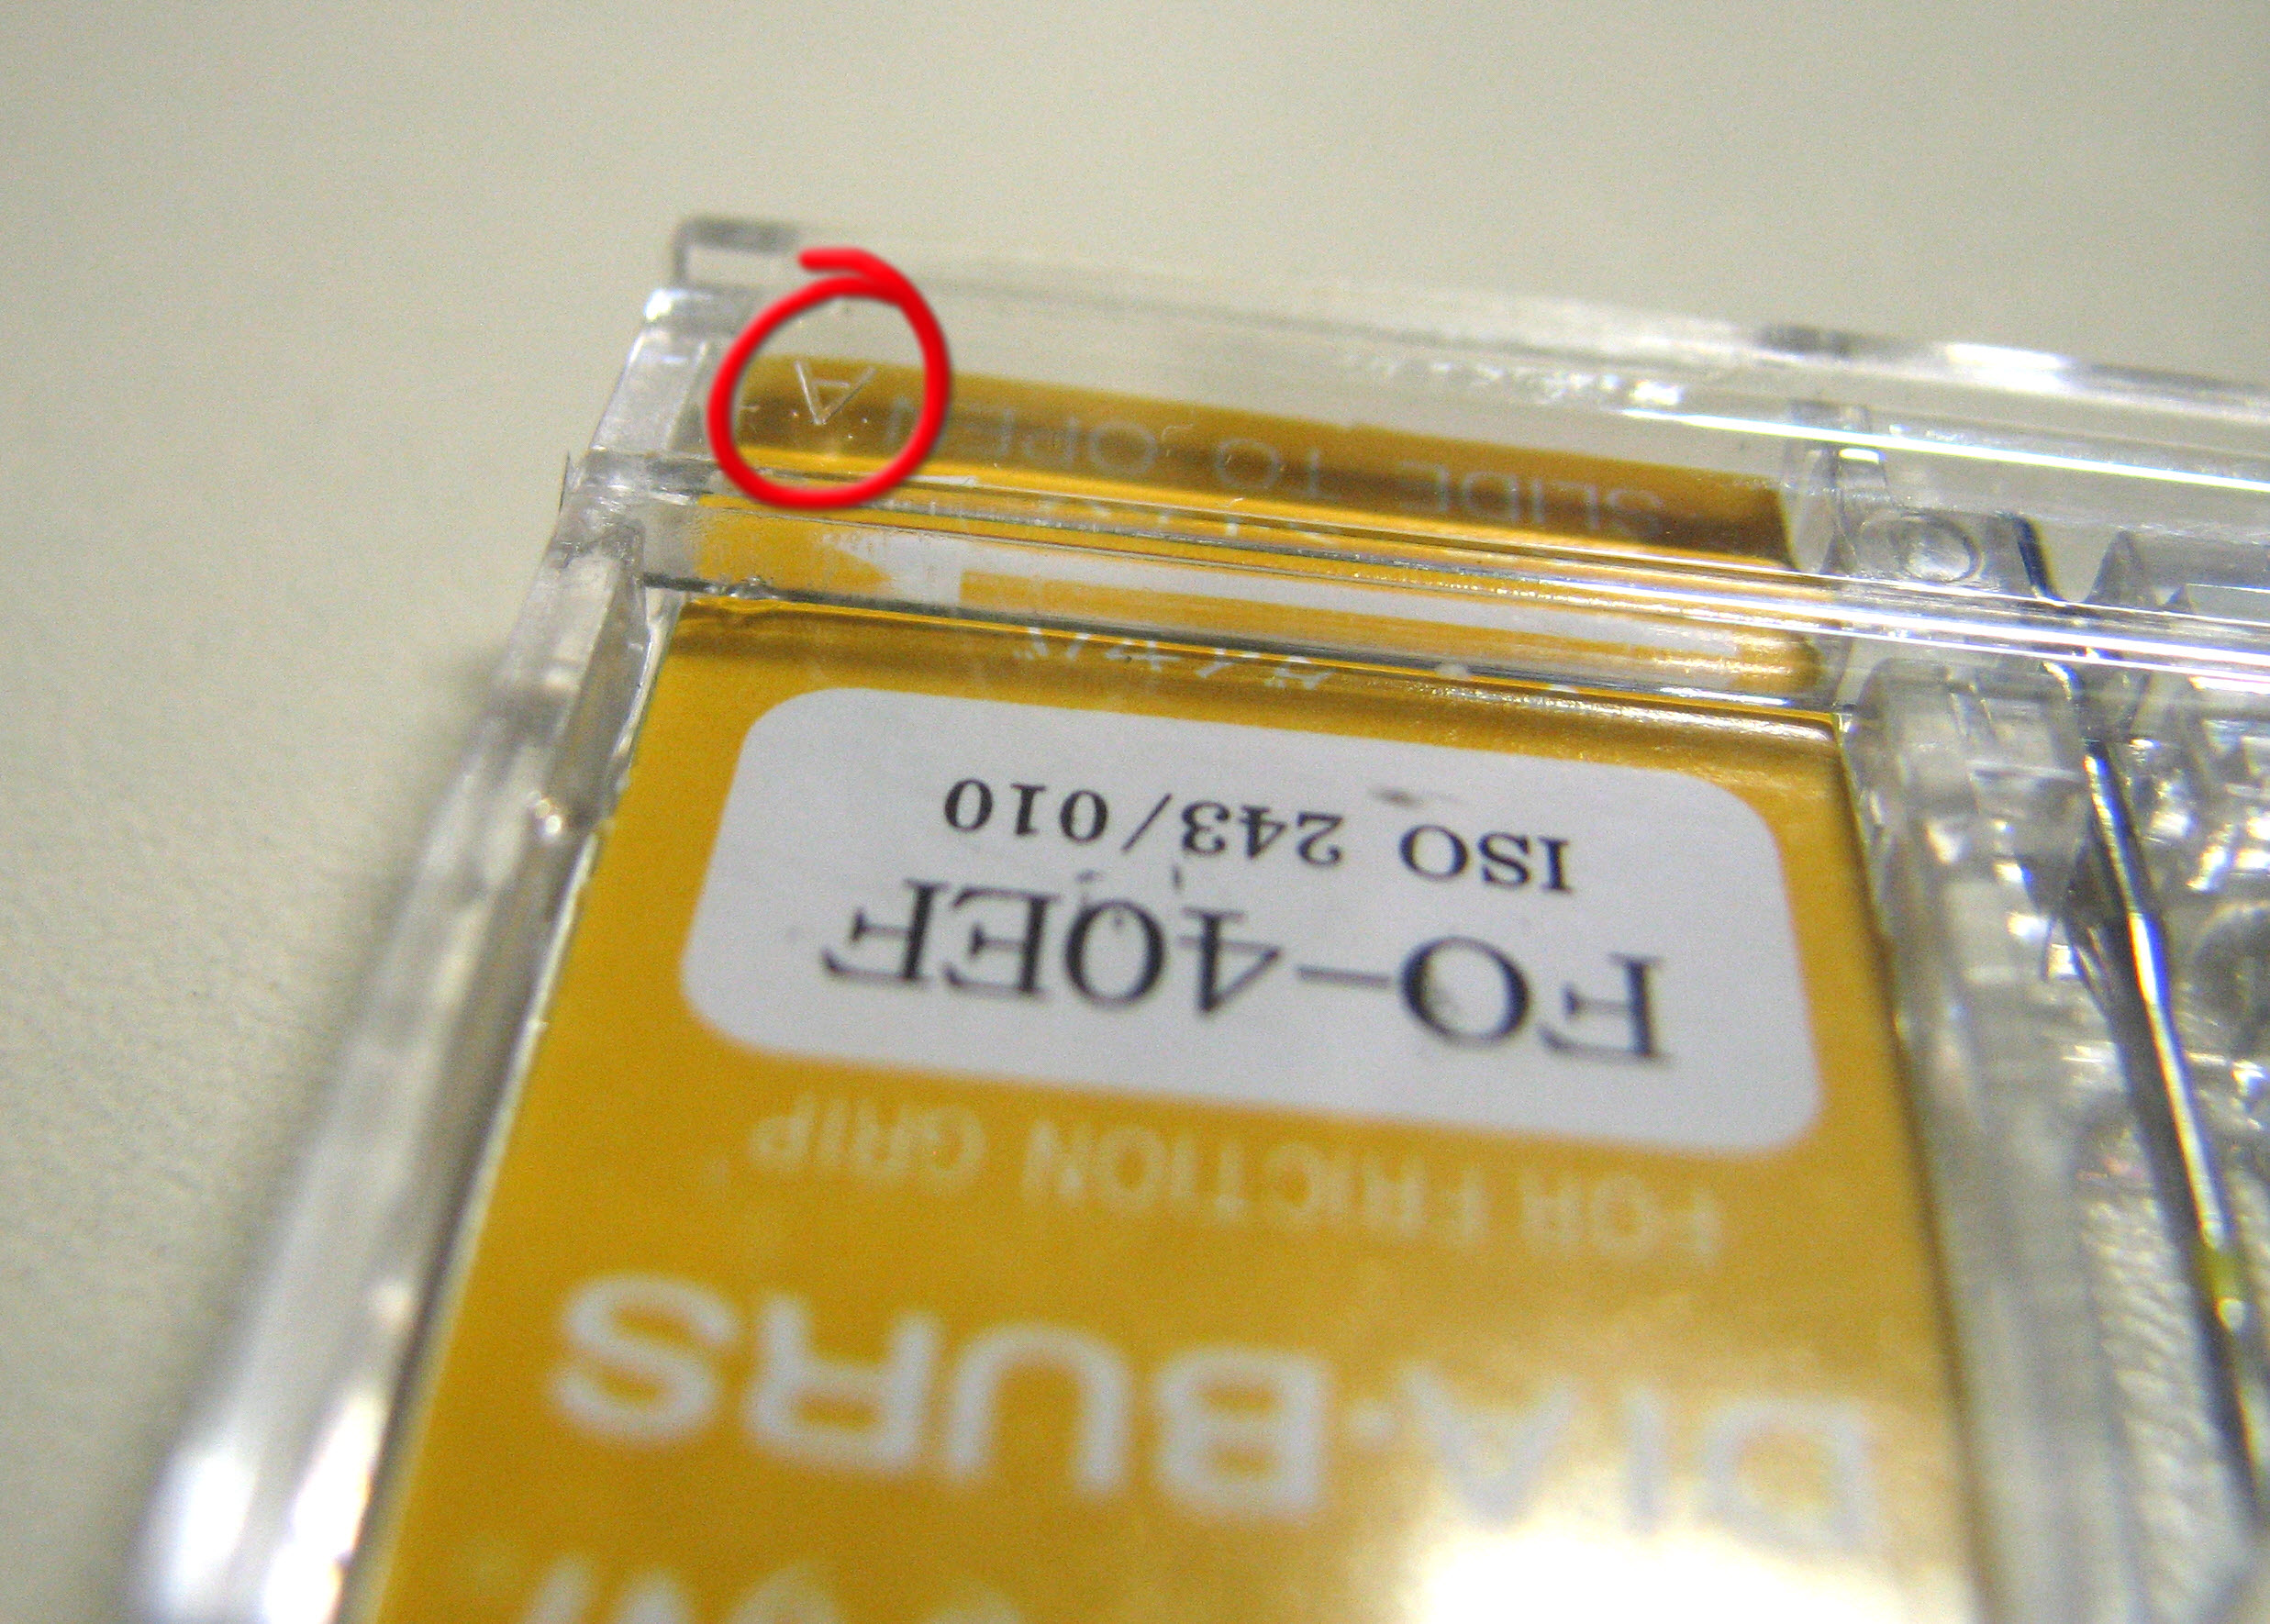 DIA-BURS
FOR FRICTION GRIP
FO-40EF
ISO 243/010
SLIDE TO OPEN
A